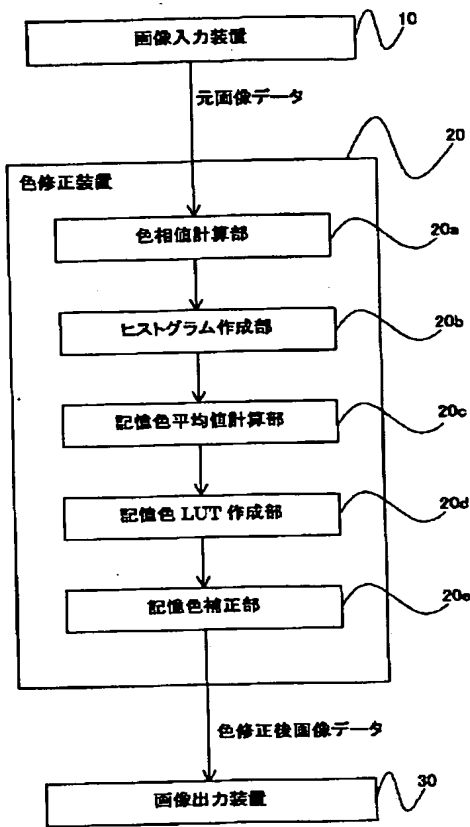 画像入力装置
10
元画像データ
20
色修正装置
色相値計算部
20a
ヒストグラム作成部
20b
記憶色平均値計算部
20c
記憶色 LUT 作成部
20d
記憶色補正部
20e
色修正後画像データ
画像出力装置
30